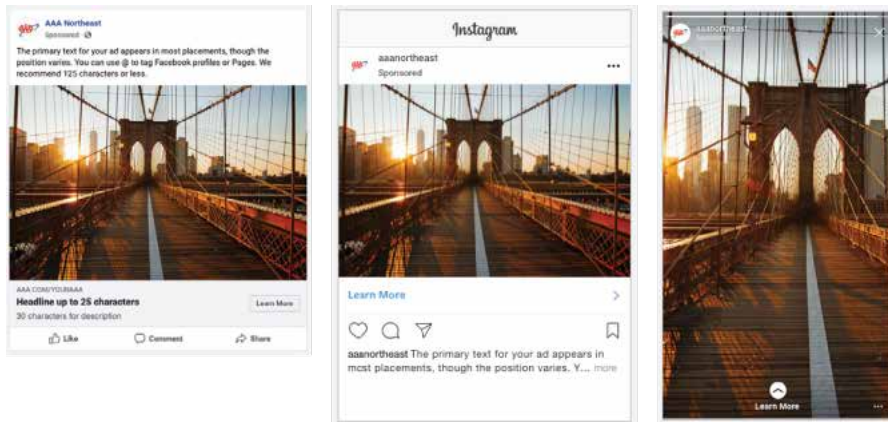 AAA Northeast
Sponsored ·
The primary text for your ad appears in most placements, though the
position varies. You can use @ to tag Facebook profiles or Pages. We
recommend 125 characters or less.
AAA.COM/YOURAAA
Headline up to 25 characters
30 characters for description
Learn More
Like
Comment
Share
Instagram
aaanortheast
Sponsored
Learn More
aaanortheast The primary text for your ad appears in
most placements, though the position varies. Y... more
aaanortheast
Sponsored
Learn More